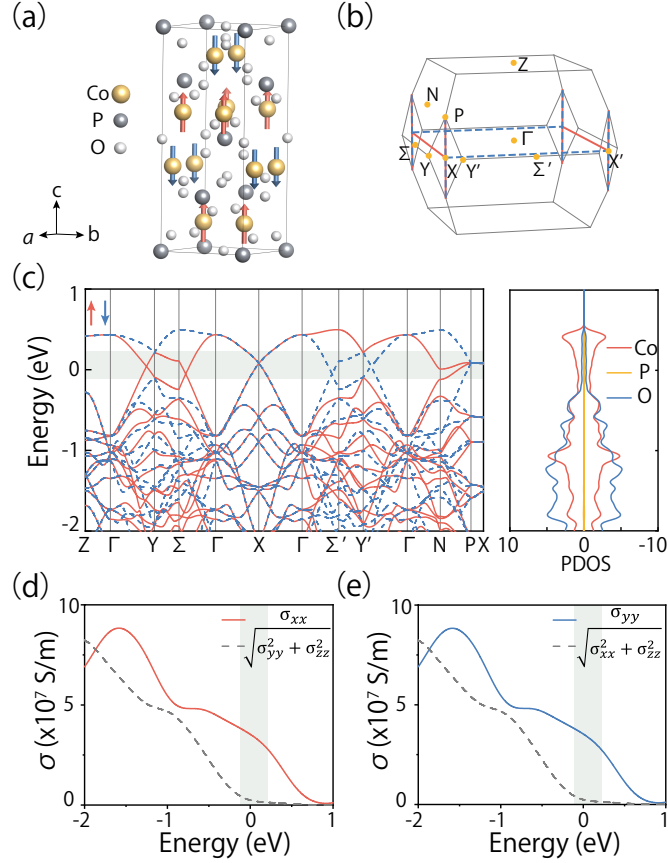 (a)
Co
P
O
c
a
b
(b)
Z
N
P
Γ
Σ
Y
X
Y'
Σ'
X'
(c)
Energy (eV)
1
0
-1
-2
Z Γ Y Σ Γ X Γ Σ' Y' Γ N P X
Co
P
O
10 0 -10
PDOS
(d)
σ (x10⁷ S/m)
10
5
0
σxx
√σ²yy + σ²zz
-2 -1 0 1
Energy (eV)
(e)
σ (x10⁷ S/m)
10
5
0
σyy
√σ²xx + σ²zz
-2 -1 0 1
Energy (eV)